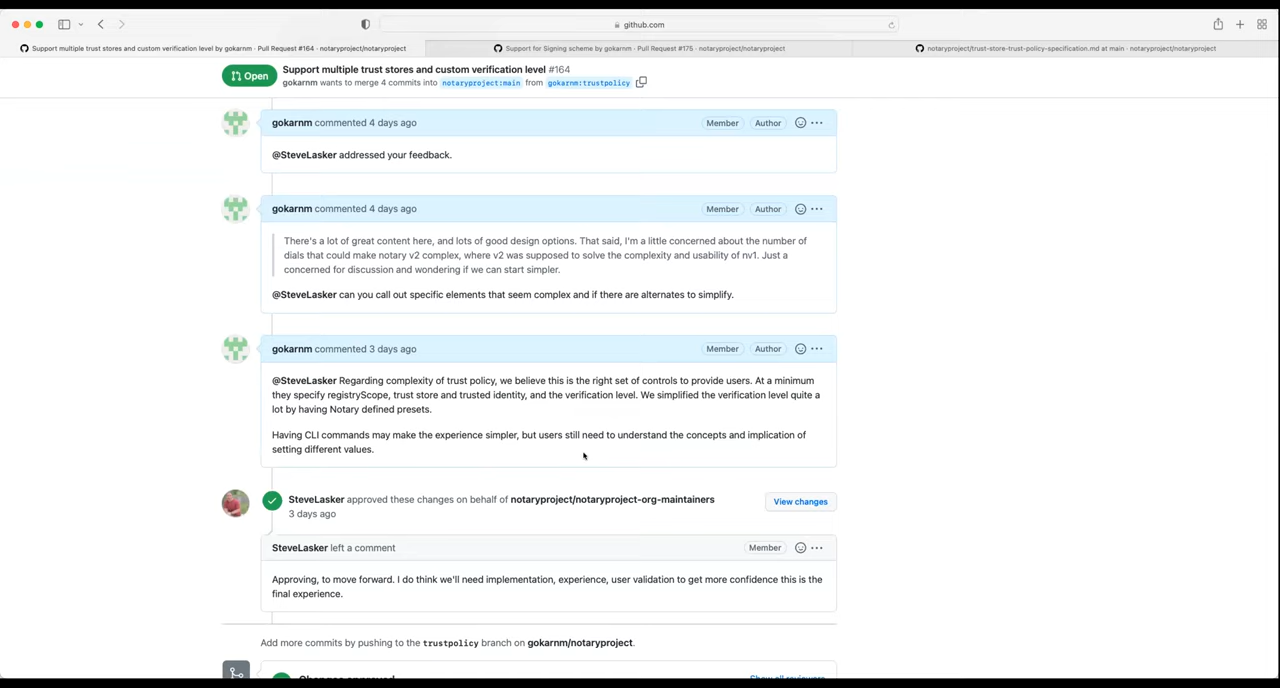 github.com
Support multiple trust stores and custom verification level by gokarnm · Pull Request #164 · notaryproject/notaryproject
Support for Signing scheme by gokarnm · Pull Request #175 · notaryproject/notaryproject
notaryproject/trust-store-trust-policy-specification.md at main · notaryproject/notaryproject
Open
Support multiple trust stores and custom verification level #164
gokarnm wants to merge 4 commits into notaryproject:main from gokarnm:trustpolicy
gokarnm commented 4 days ago
Member
Author
@SteveLasker addressed your feedback.
gokarnm commented 4 days ago
Member
Author
There's a lot of great content here, and lots of good design options. That said, I'm a little concerned about the number of
dials that could make notary v2 complex, where v2 was supposed to solve the complexity and usability of nv1. Just a
concerned for discussion and wondering if we can start simpler.
@SteveLasker can you call out specific elements that seem complex and if there are alternates to simplify.
gokarnm commented 3 days ago
Member
Author
@SteveLasker Regarding complexity of trust policy, we believe this is the right set of controls to provide users. At a minimum
they specify registryScope, trust store and trusted identity, and the verification level. We simplified the verification level quite a
lot by having Notary defined presets.
Having CLI commands may make the experience simpler, but users still need to understand the concepts and implication of
setting different values.
SteveLasker approved these changes on behalf of notaryproject/notaryproject-org-maintainers
3 days ago
View changes
SteveLasker left a comment
Member
Approving, to move forward. I do think we'll need implementation, experience, user validation to get more confidence this is the
final experience.
Add more commits by pushing to the trustpolicy branch on gokarnm/notaryproject.
Changes approved
Show all reviewers